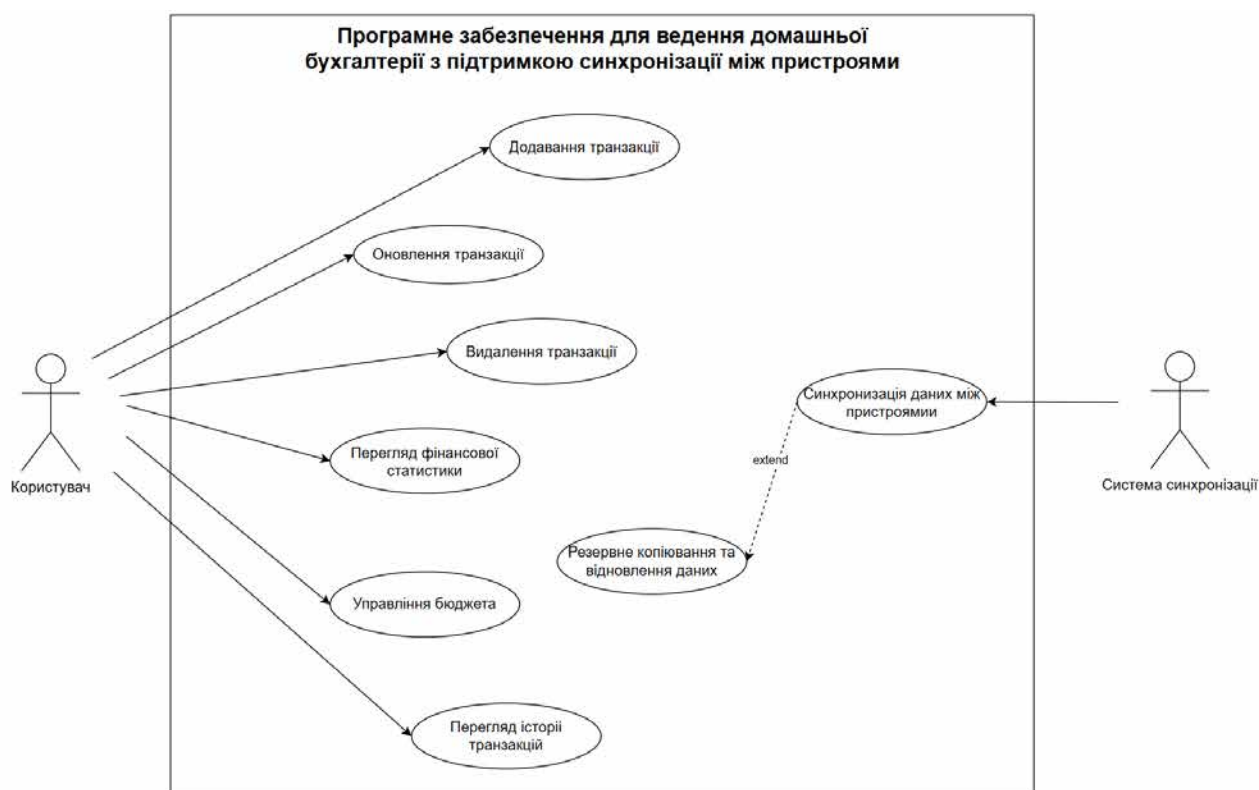 Програмне забезпечення для ведення домашньої
бухгалтерії з підтримкою синхронізації між пристроями
Додавання транзакції
Оновлення транзакції
Видалення транзакції
Синхронизація даних між
пристроямии
extend
Перегляд фінансової
статистики
Користувач
Система синхронізації
Резервне копіювання та
відновлення даних
Управління бюджета
Перегляд історії
транзакцій